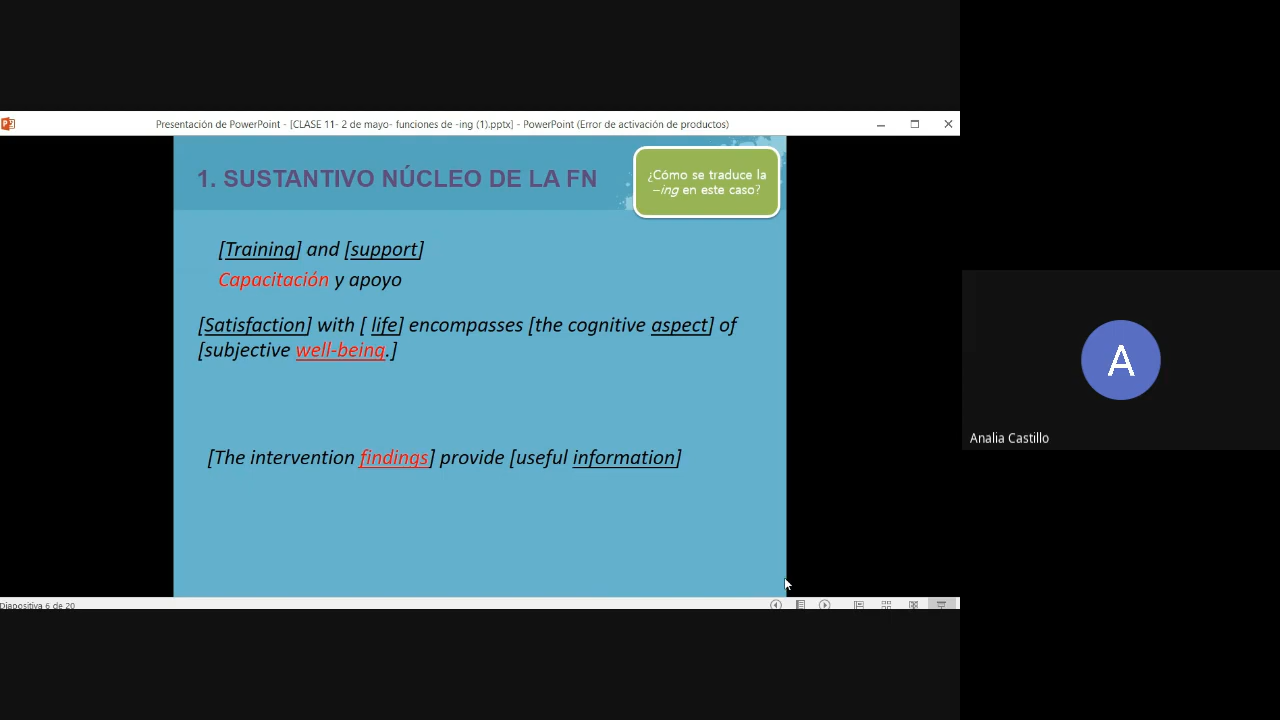 Presentación de PowerPoint - [CLASE 11- 2 de mayo- funciones de -ing (1).pptx] - PowerPoint (Error de activación de productos)
1. SUSTANTIVO NÚCLEO DE LA FN
¿Cómo se traduce la
–ing en este caso?
[Training] and [support]
Capacitación y apoyo
[Satisfaction] with [ life] encompasses [the cognitive aspect] of
[subjective well-being.]
[The intervention findings] provide [useful information]
Diapositiva 6 de 20
A
Analia Castillo